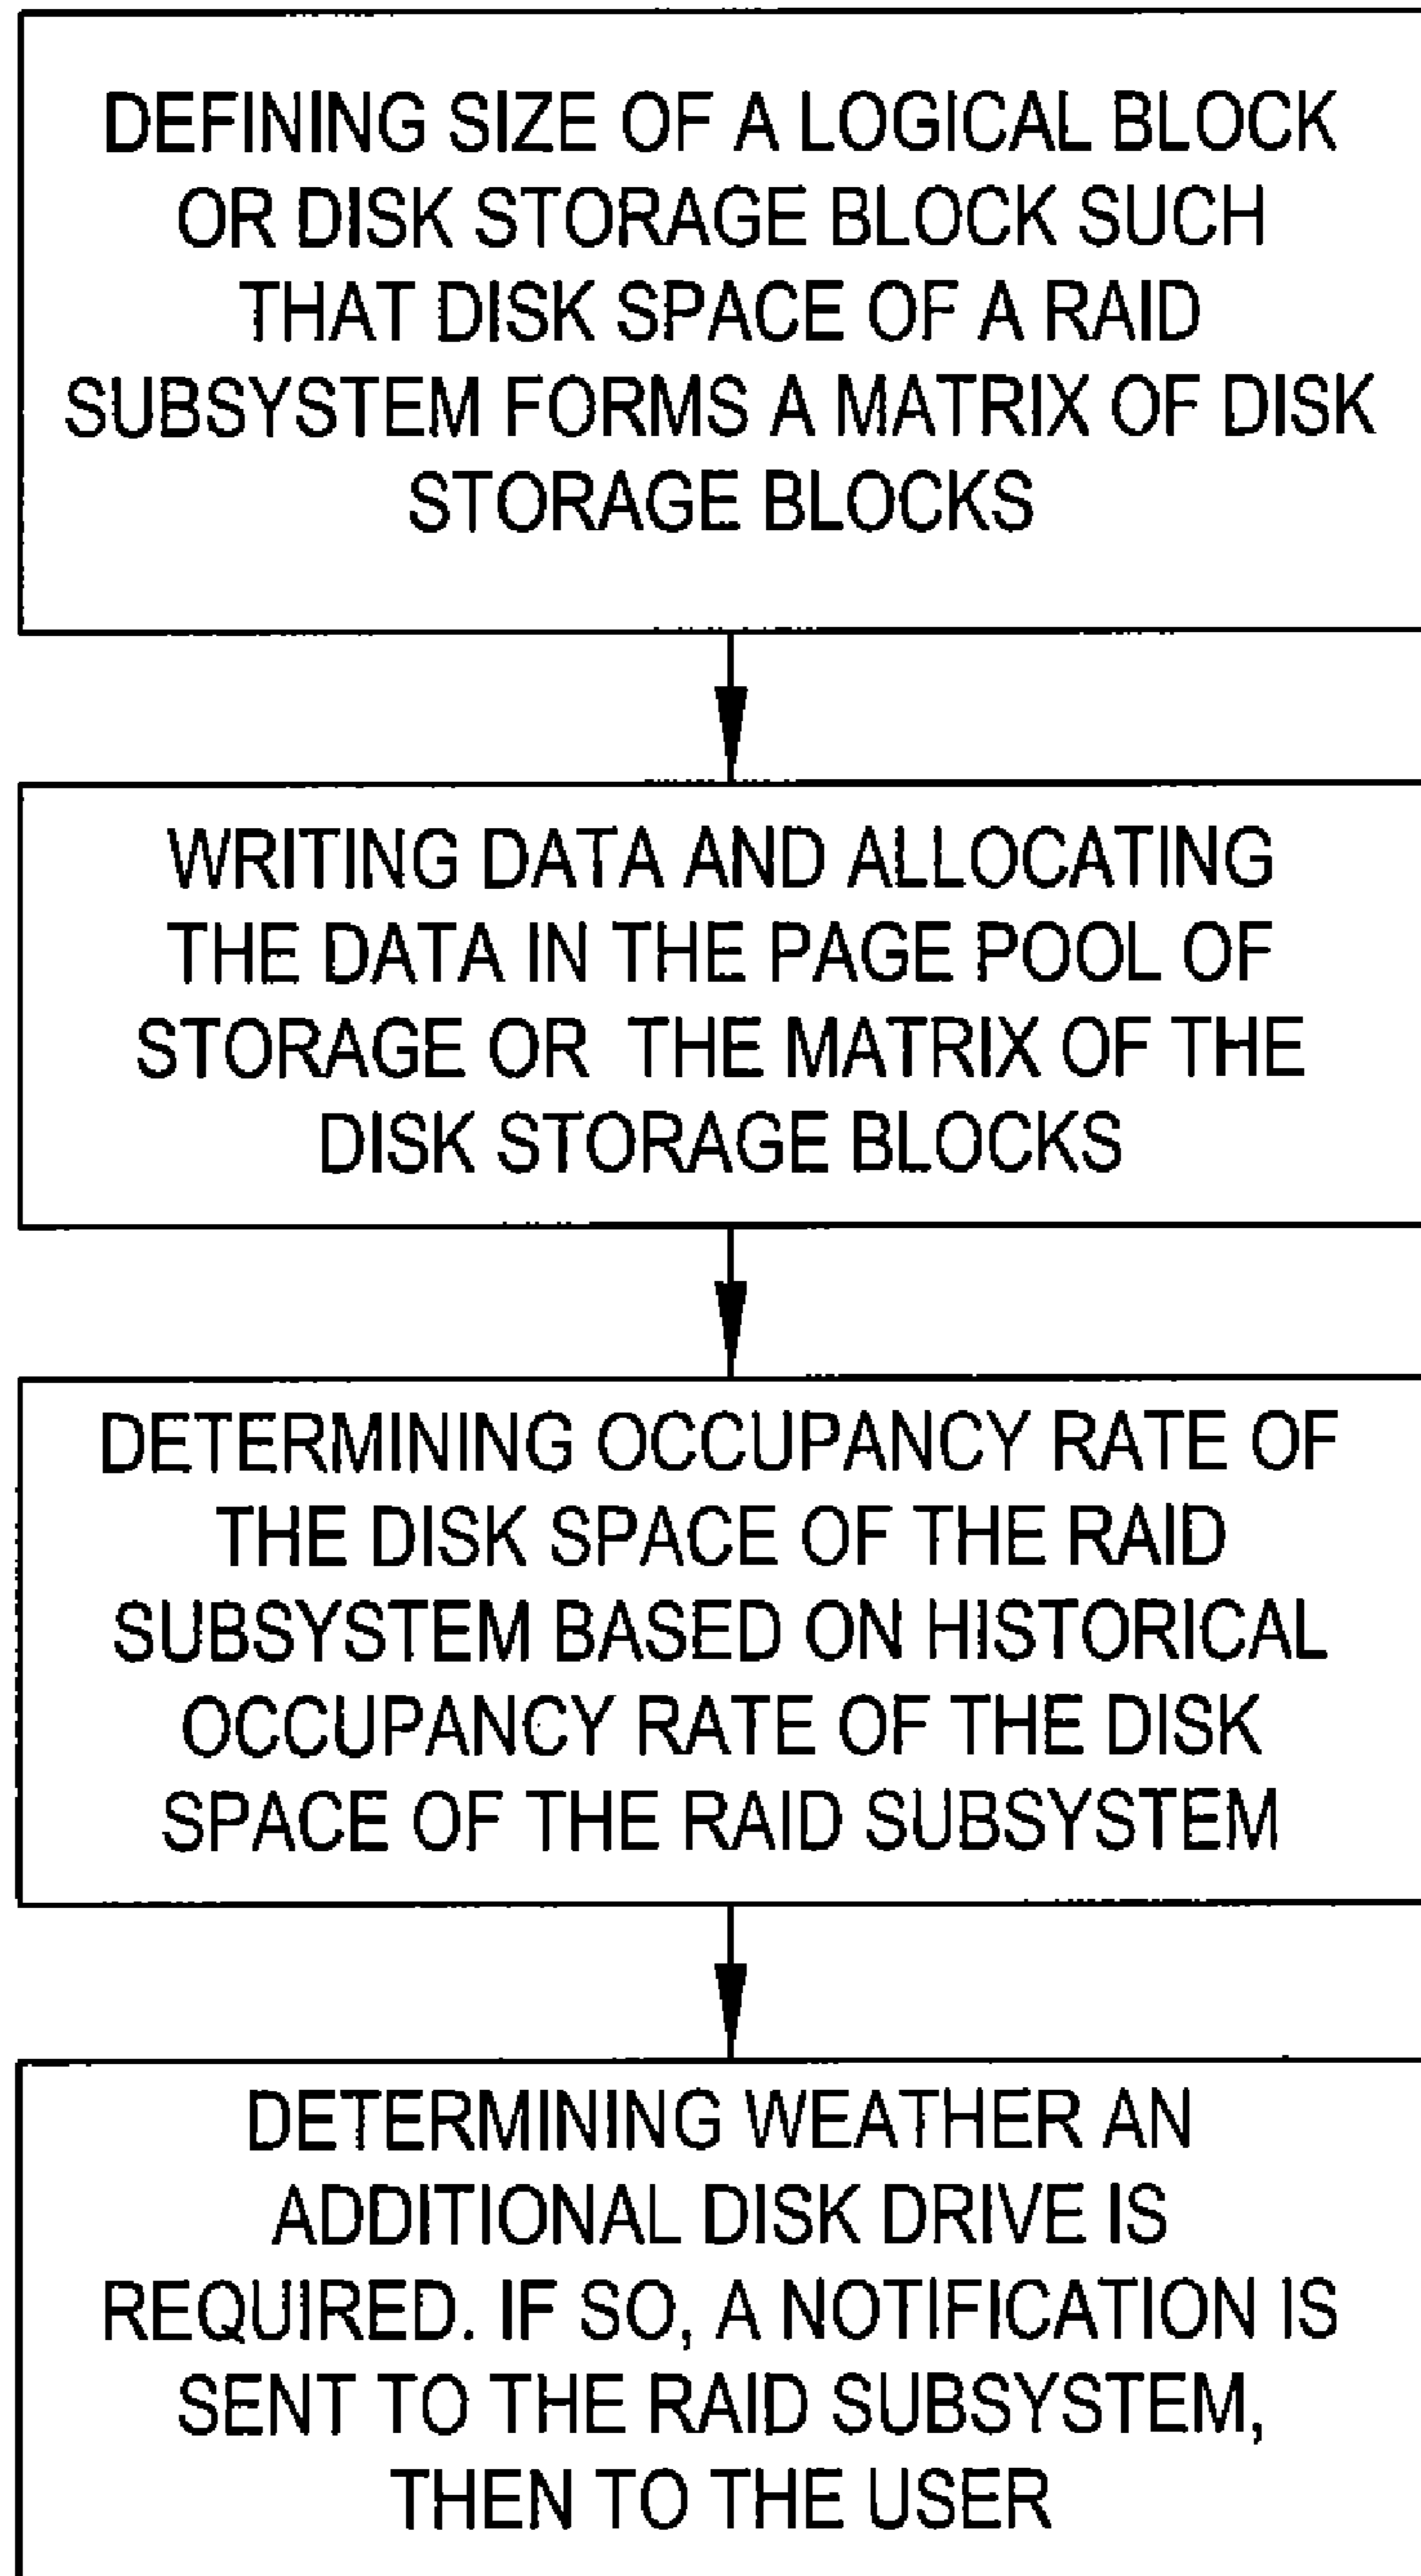 DEFINING SIZE OF A LOGICAL BLOCK
OR DISK STORAGE BLOCK SUCH
THAT DISK SPACE OF A RAID
SUBSYSTEM FORMS A MATRIX OF DISK
STORAGE BLOCKS
WRITING DATA AND ALLOCATING
THE DATA IN THE PAGE POOL OF
STORAGE OR THE MATRIX OF THE
DISK STORAGE BLOCKS
DETERMINING OCCUPANCY RATE OF
THE DISK SPACE OF THE RAID
SUBSYSTEM BASED ON HISTORICAL
OCCUPANCY RATE OF THE DISK
SPACE OF THE RAID SUBSYSTEM
DETERMINING WEATHER AN
ADDITIONAL DISK DRIVE IS
REQUIRED. IF SO, A NOTIFICATION IS
SENT TO THE RAID SUBSYSTEM,
THEN TO THE USER